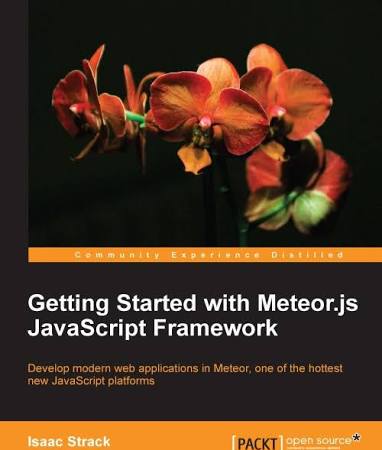 Community Experience Distilled
Getting Started with Meteor.js
JavaScript Framework
Develop modern web applications in Meteor, one of the hottest
new JavaScript platforms
Isaac Strack
[PACKT] open source*